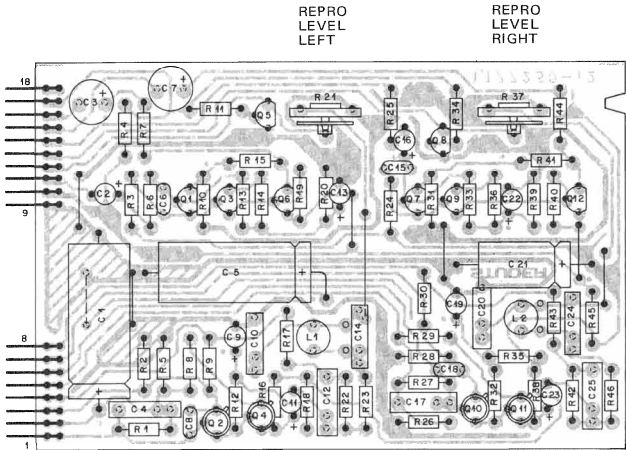 REPRO
LEVEL
LEFT
REPRO
LEVEL
RIGHT
18
C3
C7
R4
R7
R11
Q5
R21
R25
C16
Q8
R34
R37
R44
R15
C15
R41
C2
R3
R6
C6
Q1
R10
Q3
R13
R14
Q6
R19
R20
C13
R24
Q7
R31
Q9
R33
R36
C22
R39
R40
Q12
9
C1
C5
C21
STUDER
R30
C19
C20
L2
R43
C24
R45
8
R2
R5
R8
R9
C9
C10
R17
L1
C14
R29
R28
C18
R35
R27
R12
R16
C11
R18
C12
R22
R23
C17
R32
R38
C23
R42
C25
R46
C4
R1
C8
Q2
Q4
R26
Q10
Q11
1